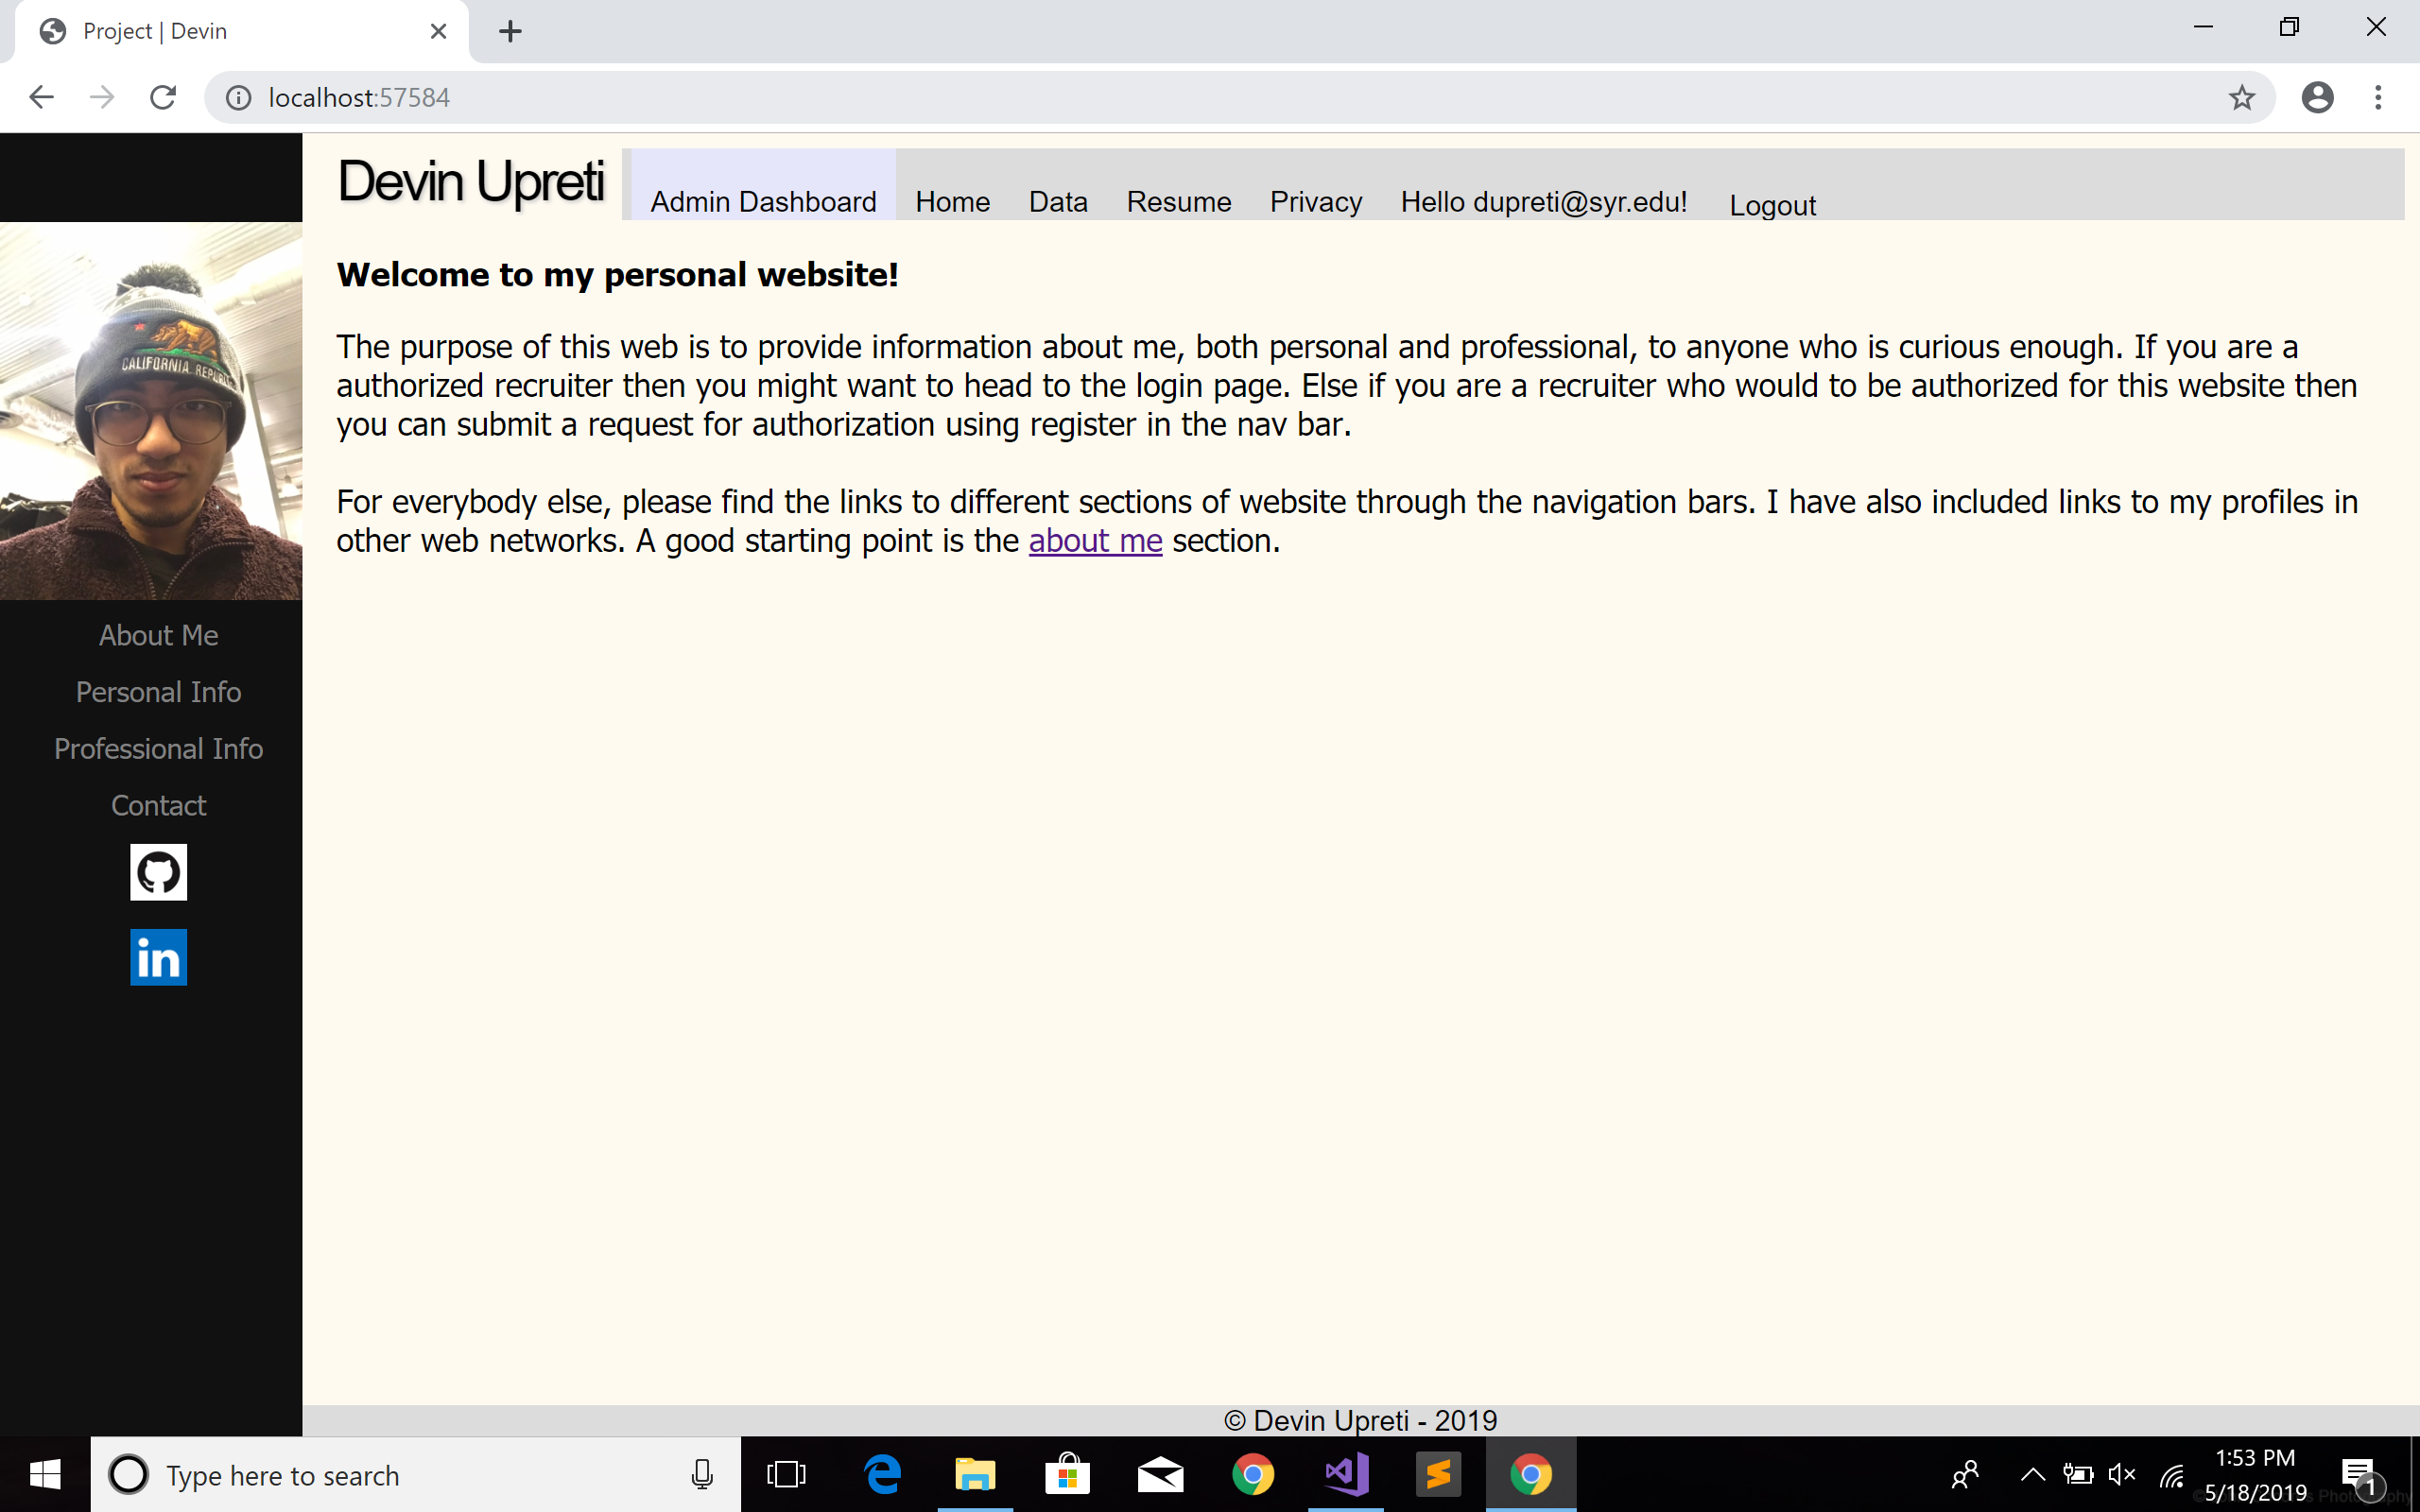 Project | Devin
localhost:57584
Devin Upreti
Admin Dashboard Home Data Resume Privacy Hello dupreti@syr.edu! Logout
Welcome to my personal website!
The purpose of this web is to provide information about me, both personal and professional, to anyone who is curious enough. If you are a
authorized recruiter then you might want to head to the login page. Else if you are a recruiter who would to be authorized for this website then
you can submit a request for authorization using register in the nav bar.
For everybody else, please find the links to different sections of website through the navigation bars. I have also included links to my profiles in
other web networks. A good starting point is the about me section.
CALIFORNIA REPUBLIC
About Me
Personal Info
Professional Info
Contact
in
© Devin Upreti - 2019
Type here to search
1:53 PM
5/18/2019
1